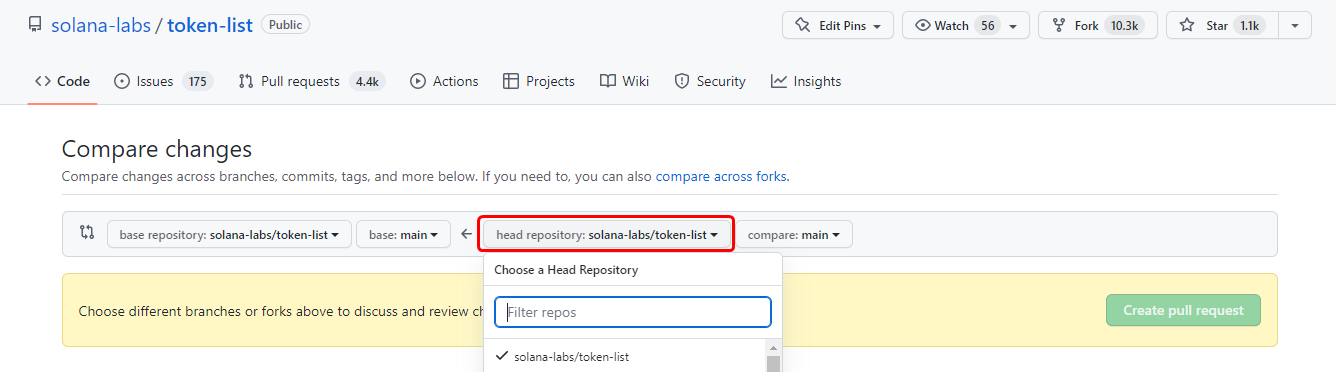 solana-labs / token-list Public Edit Pins Watch 56 Fork 10.3k Star 1.1k
Code Issues 175 Pull requests 4.4k Actions Projects Wiki Security Insights
Compare changes
Compare changes across branches, commits, tags, and more below. If you need to, you can also compare across forks.
base repository: solana-labs/token-list base: main head repository: solana-labs/token-list compare: main
Choose a Head Repository
Filter repos
Choose different branches or forks above to discuss and review Create pull request
solana-labs/token-list